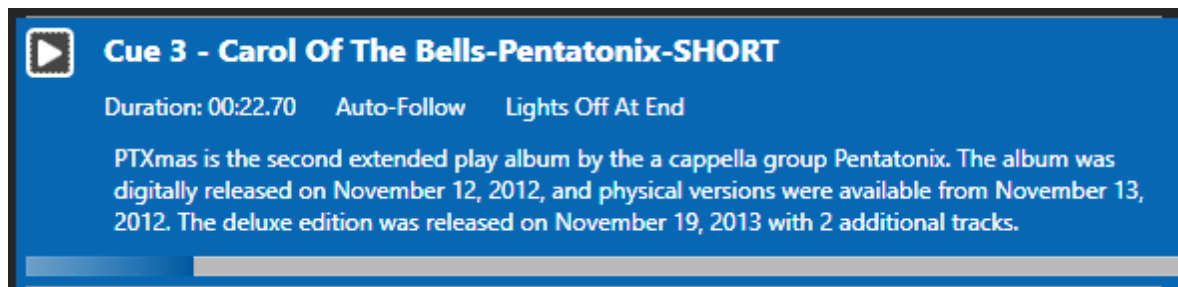 Cue 3 - Carol Of The Bells-Pentatonix-SHORT
Duration: 00:22.70 Auto-Follow Lights Off At End
PTXmas is the second extended play album by the a cappella group Pentatonix. The album was
digitally released on November 12, 2012, and physical versions were available from November 13,
2012. The deluxe edition was released on November 19, 2013 with 2 additional tracks.